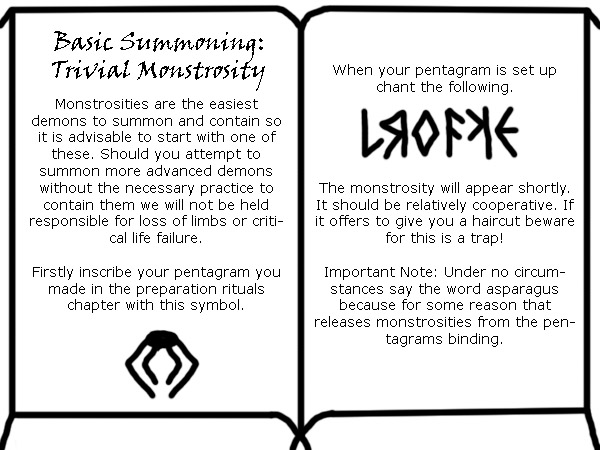 Basic Summoning:
Trivial Monstrosity
Monstrosities are the easiest
demons to summon and contain so
it is advisable to start with one of
these. Should you attempt to
summon more advanced demons
without the necessary practice to
contain them we will not be held
responsible for loss of limbs or criti-
cal life failure.
Firstly inscribe your pentagram you
made in the preparation rituals
chapter with this symbol.
When your pentagram is set up
chant the following.
The monstrosity will appear shortly.
It should be relatively cooperative. If
it offers to give you a haircut beware
for this is a trap!
Important Note: Under no circum-
stances say the word asparagus
because for some reason that
releases monstrosities from the pen-
tagrams binding.